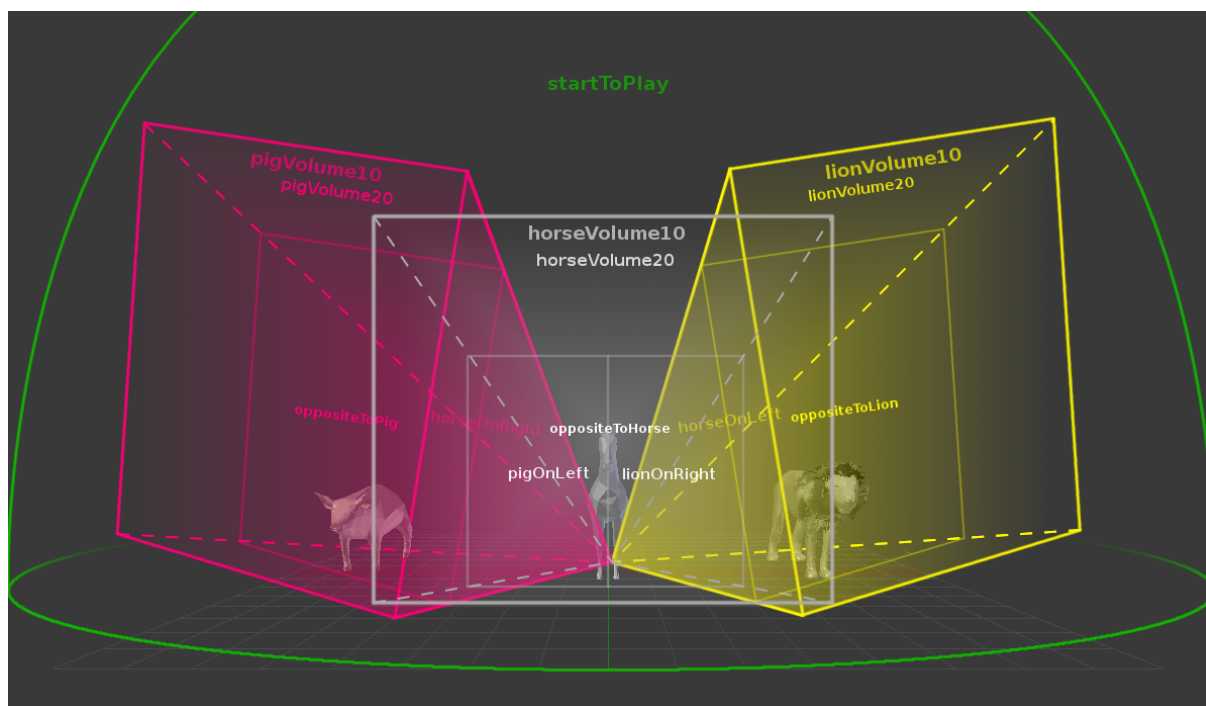 startToPlay
pigVolume10
pigVolume20
lionVolume10
lionVolume20
horseVolume10
horseVolume20
oppositeToPig
horseOnRight
oppositeToHorse
horseOnLeft
oppositeToLion
pigOnLeft
lionOnRight